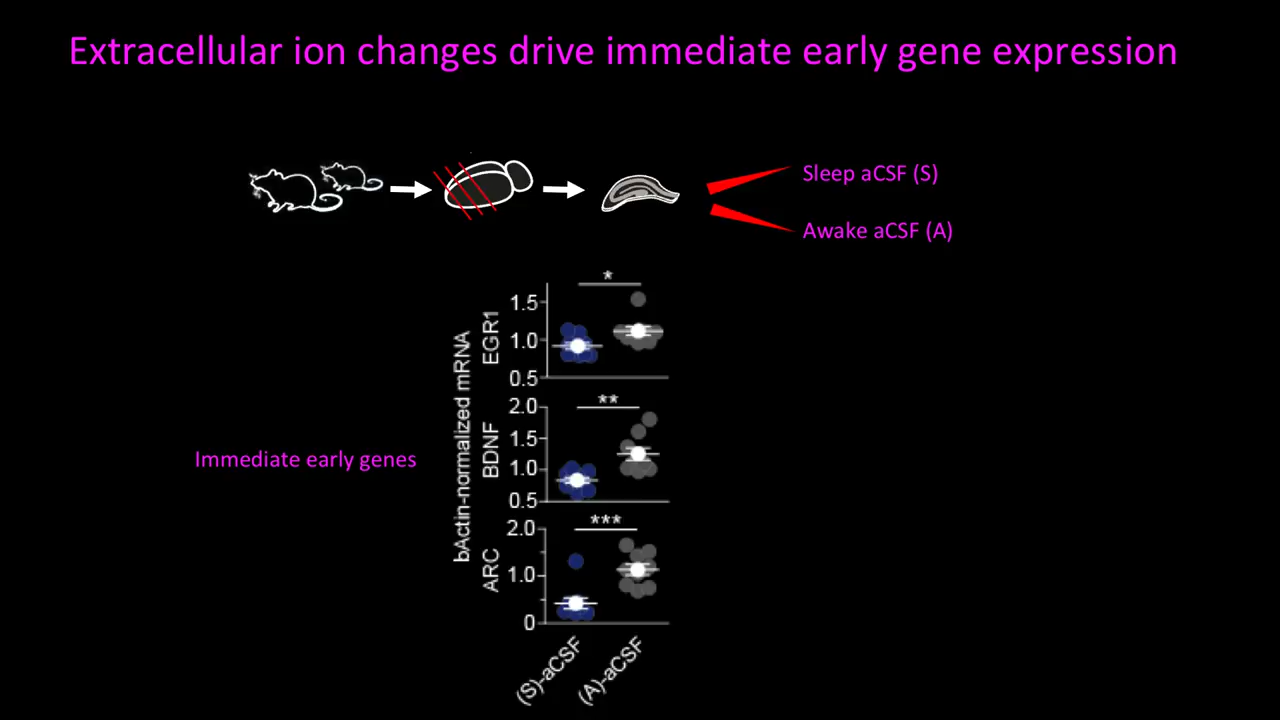 Extracellular ion changes drive immediate early gene expression
Sleep aCSF (S)
Awake aCSF (A)
Immediate early genes
bActin-normalized mRNA
EGR1
*
1.5
1.0
0.5
BDNF
**
2.0
1.5
1.0
0.5
ARC
***
2.0
1.0
0
(S)-aCSF
(A)-aCSF